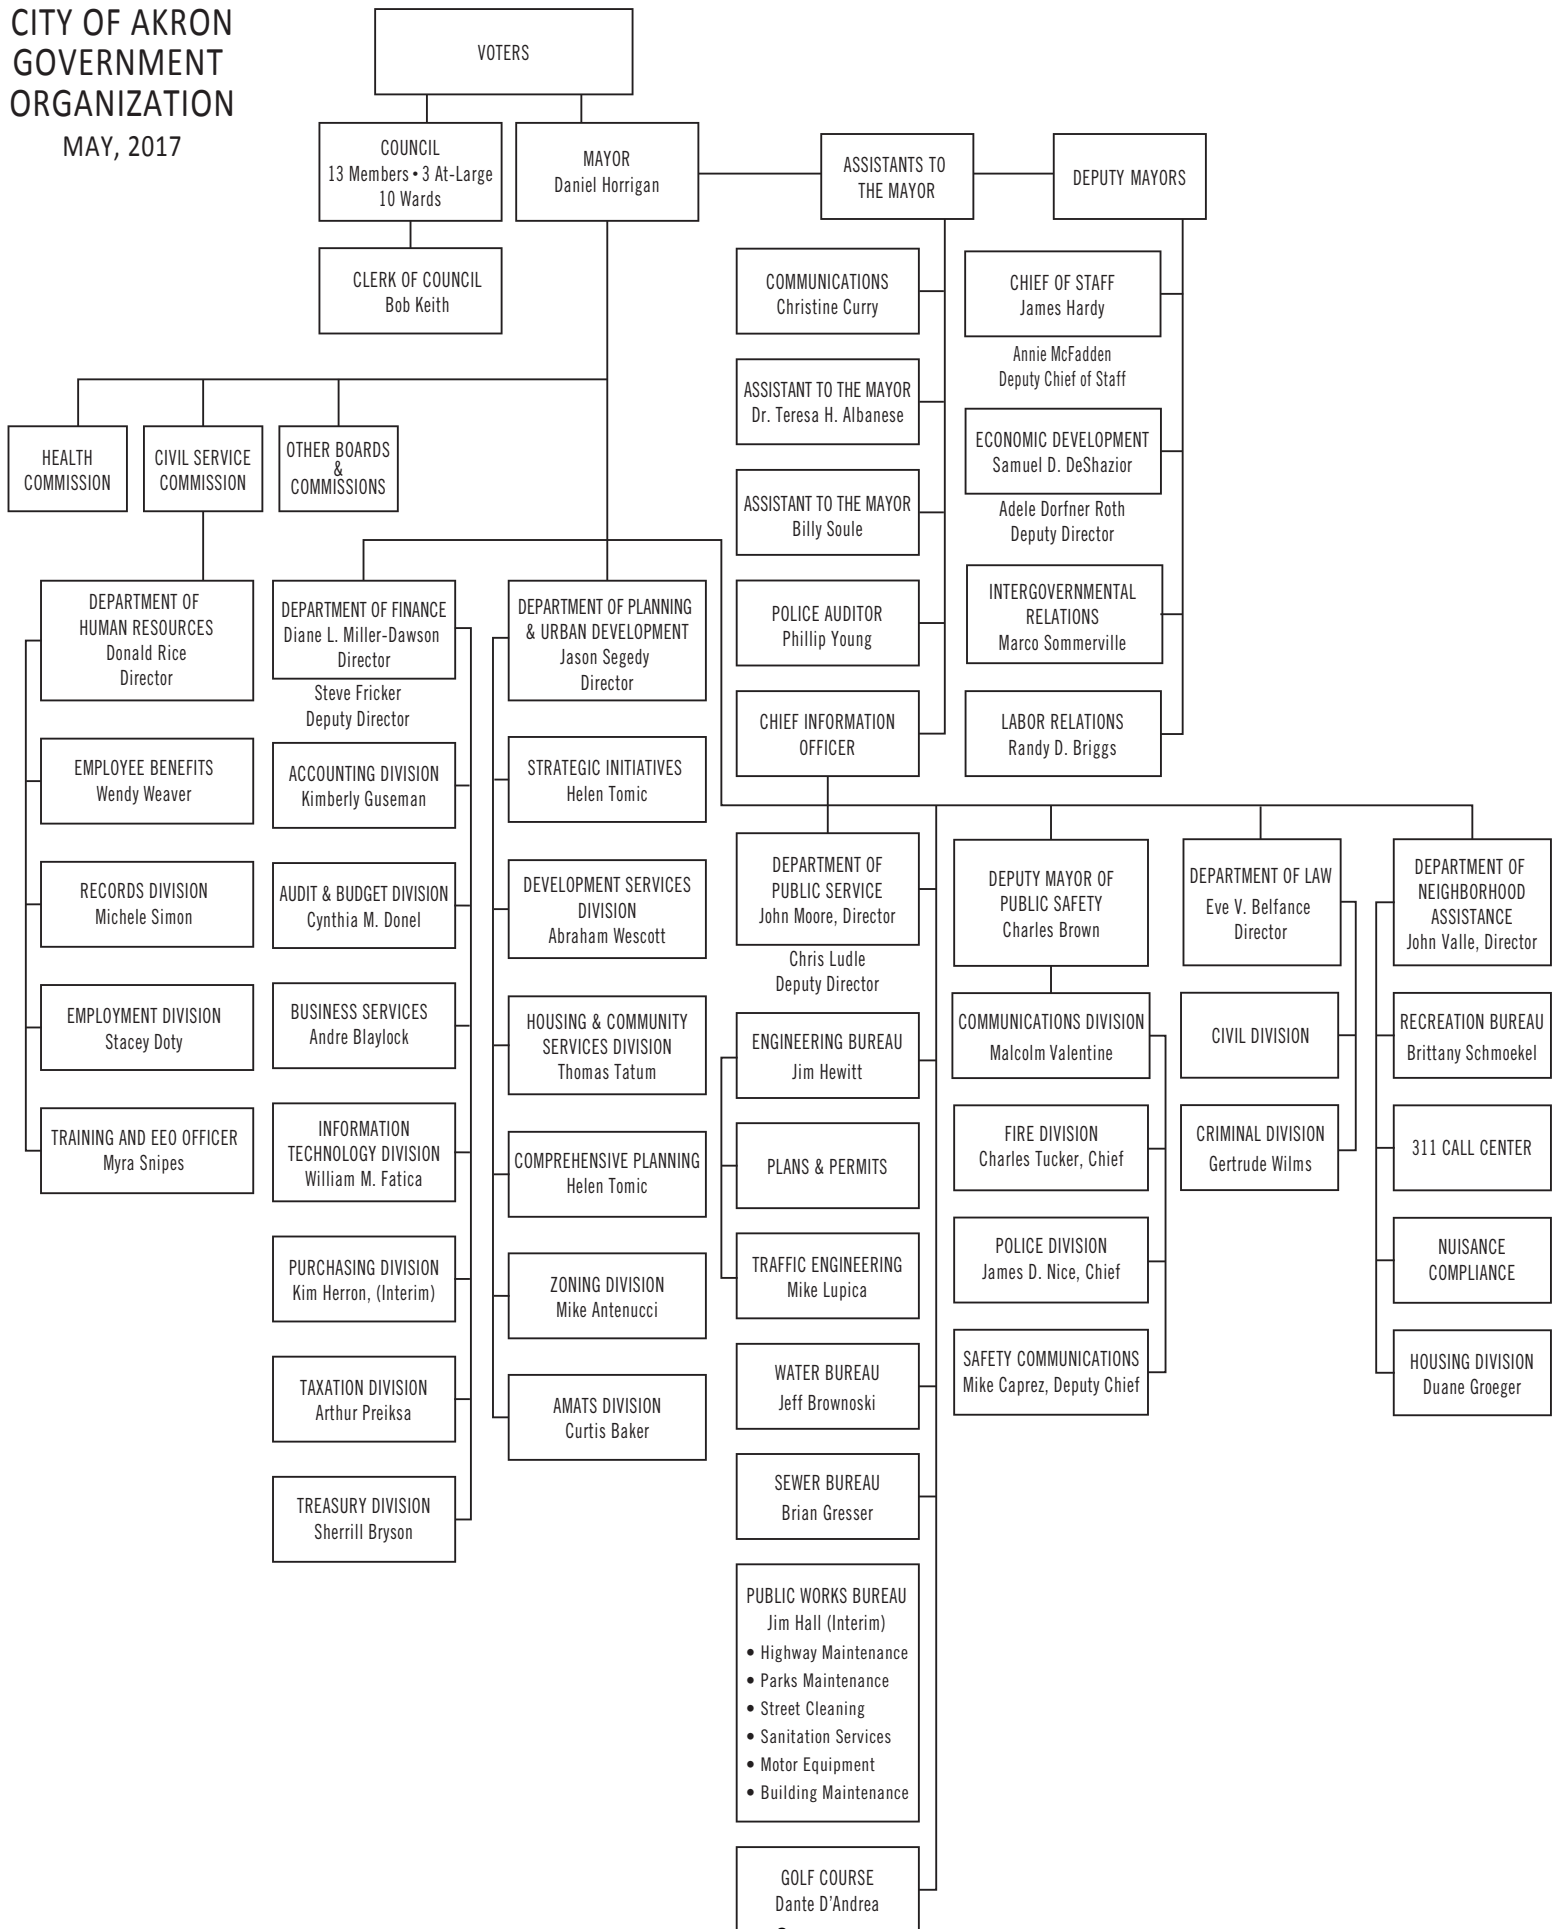 CITY OF AKRON
GOVERNMENT
ORGANIZATION
MAY, 2017
VOTERS
COUNCIL
13 Members • 3 At-Large
10 Wards
MAYOR
Daniel Horrigan
ASSISTANTS TO
THE MAYOR
DEPUTY MAYORS
CLERK OF COUNCIL
Bob Keith
COMMUNICATIONS
Christine Curry
ASSISTANT TO THE MAYOR
Dr. Teresa H. Albanese
ASSISTANT TO THE MAYOR
Billy Soule
POLICE AUDITOR
Phillip Young
CHIEF INFORMATION
OFFICER
CHIEF OF STAFF
James Hardy
Annie McFadden
Deputy Chief of Staff
ECONOMIC DEVELOPMENT
Samuel D. DeShazior
Adele Dorfner Roth
Deputy Director
INTERGOVERNMENTAL
RELATIONS
Marco Sommerville
LABOR RELATIONS
Randy D. Briggs
HEALTH
COMMISSION
CIVIL SERVICE
COMMISSION
OTHER BOARDS
&
COMMISSIONS
DEPARTMENT OF
HUMAN RESOURCES
Donald Rice
Director
EMPLOYEE BENEFITS
Wendy Weaver
RECORDS DIVISION
Michele Simon
EMPLOYMENT DIVISION
Stacey Doty
TRAINING AND EEO OFFICER
Myra Snipes
DEPARTMENT OF FINANCE
Diane L. Miller-Dawson
Director
Steve Fricker
Deputy Director
ACCOUNTING DIVISION
Kimberly Guseman
AUDIT & BUDGET DIVISION
Cynthia M. Donel
BUSINESS SERVICES
Andre Blaylock
INFORMATION
TECHNOLOGY DIVISION
William M. Fatica
PURCHASING DIVISION
Kim Herron, (Interim)
TAXATION DIVISION
Arthur Preiksa
TREASURY DIVISION
Sherrill Bryson
DEPARTMENT OF PLANNING
& URBAN DEVELOPMENT
Jason Segedy
Director
STRATEGIC INITIATIVES
Helen Tomic
DEVELOPMENT SERVICES
DIVISION
Abraham Wescott
HOUSING & COMMUNITY
SERVICES DIVISION
Thomas Tatum
COMPREHENSIVE PLANNING
Helen Tomic
ZONING DIVISION
Mike Antenucci
AMATS DIVISION
Curtis Baker
DEPARTMENT OF
PUBLIC SERVICE
John Moore, Director
Chris Ludle
Deputy Director
ENGINEERING BUREAU
Jim Hewitt
PLANS & PERMITS
TRAFFIC ENGINEERING
Mike Lupica
WATER BUREAU
Jeff Brownoski
SEWER BUREAU
Brian Gresser
PUBLIC WORKS BUREAU
Jim Hall (Interim)
• Highway Maintenance
• Parks Maintenance
• Street Cleaning
• Sanitation Services
• Motor Equipment
• Building Maintenance
GOLF COURSE
Dante D'Andrea
DEPUTY MAYOR OF
PUBLIC SAFETY
Charles Brown
COMMUNICATIONS DIVISION
Malcolm Valentine
FIRE DIVISION
Charles Tucker, Chief
POLICE DIVISION
James D. Nice, Chief
SAFETY COMMUNICATIONS
Mike Caprez, Deputy Chief
DEPARTMENT OF LAW
Eve V. Belfance
Director
CIVIL DIVISION
CRIMINAL DIVISION
Gertrude Wilms
DEPARTMENT OF
NEIGHBORHOOD
ASSISTANCE
John Valle, Director
RECREATION BUREAU
Brittany Schmoekel
311 CALL CENTER
NUISANCE
COMPLIANCE
HOUSING DIVISION
Duane Groeger